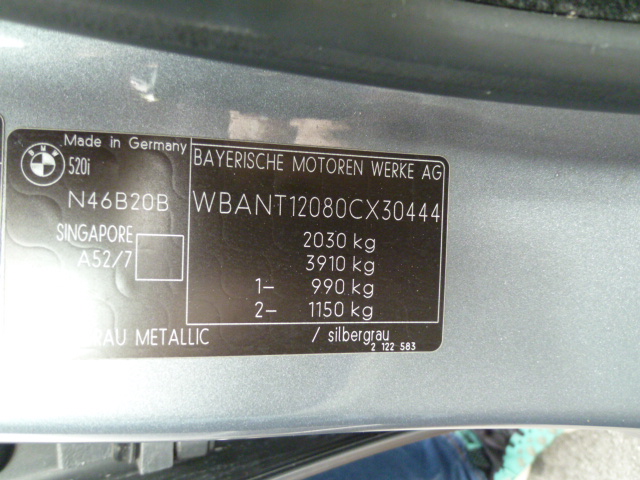 Made in Germany
BMW
520i
N46B20B
SINGAPORE
A52/7
BAYERISCHE MOTOREN WERKE AG
WBANT12080CX30444
2030 kg
3910 kg
1- 990 kg
2- 1150 kg
METALLIC / silbergrau
2 122 583